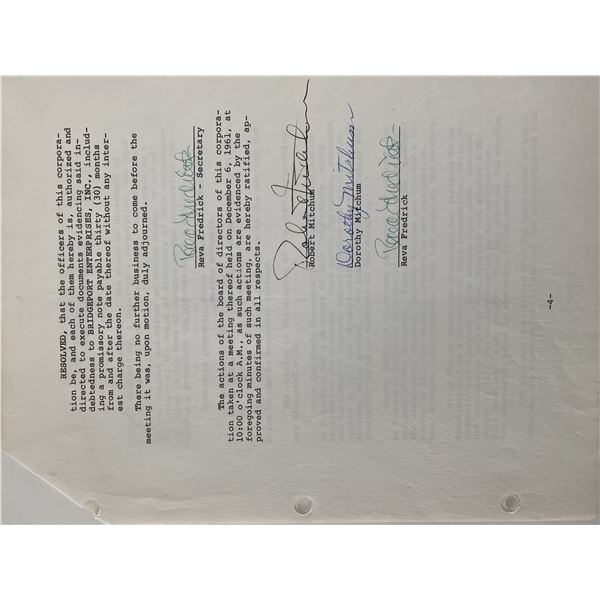 RESOLVED, that the officers of this corpora-
tion be, and each of them hereby is, authorized and
directed to execute documents evidencing said in-
debtedness to BRIDGEPORT ENTERPRISES, INC., includ-
ing a promissory note payable thirty (30) months
from and after the date thereof without any inter-
est charge thereon.
There being no further business to come before the
meeting it was, upon motion, duly adjourned.
Reva Fredrick
Reva Fredrick - Secretary
The actions of the board of directors of this corpora-
tion taken at a meeting thereof held on December 6, 1961, at
10:00 o'clock A.M., as such actions are evidenced by the
foregoing minutes of such meeting, are hereby ratified, ap-
proved and confirmed in all respects.
Robert Mitchum
Robert Mitchum
Dorothy Mitchum
Dorothy Mitchum
Reva Fredrick
Reva Fredrick
-4-